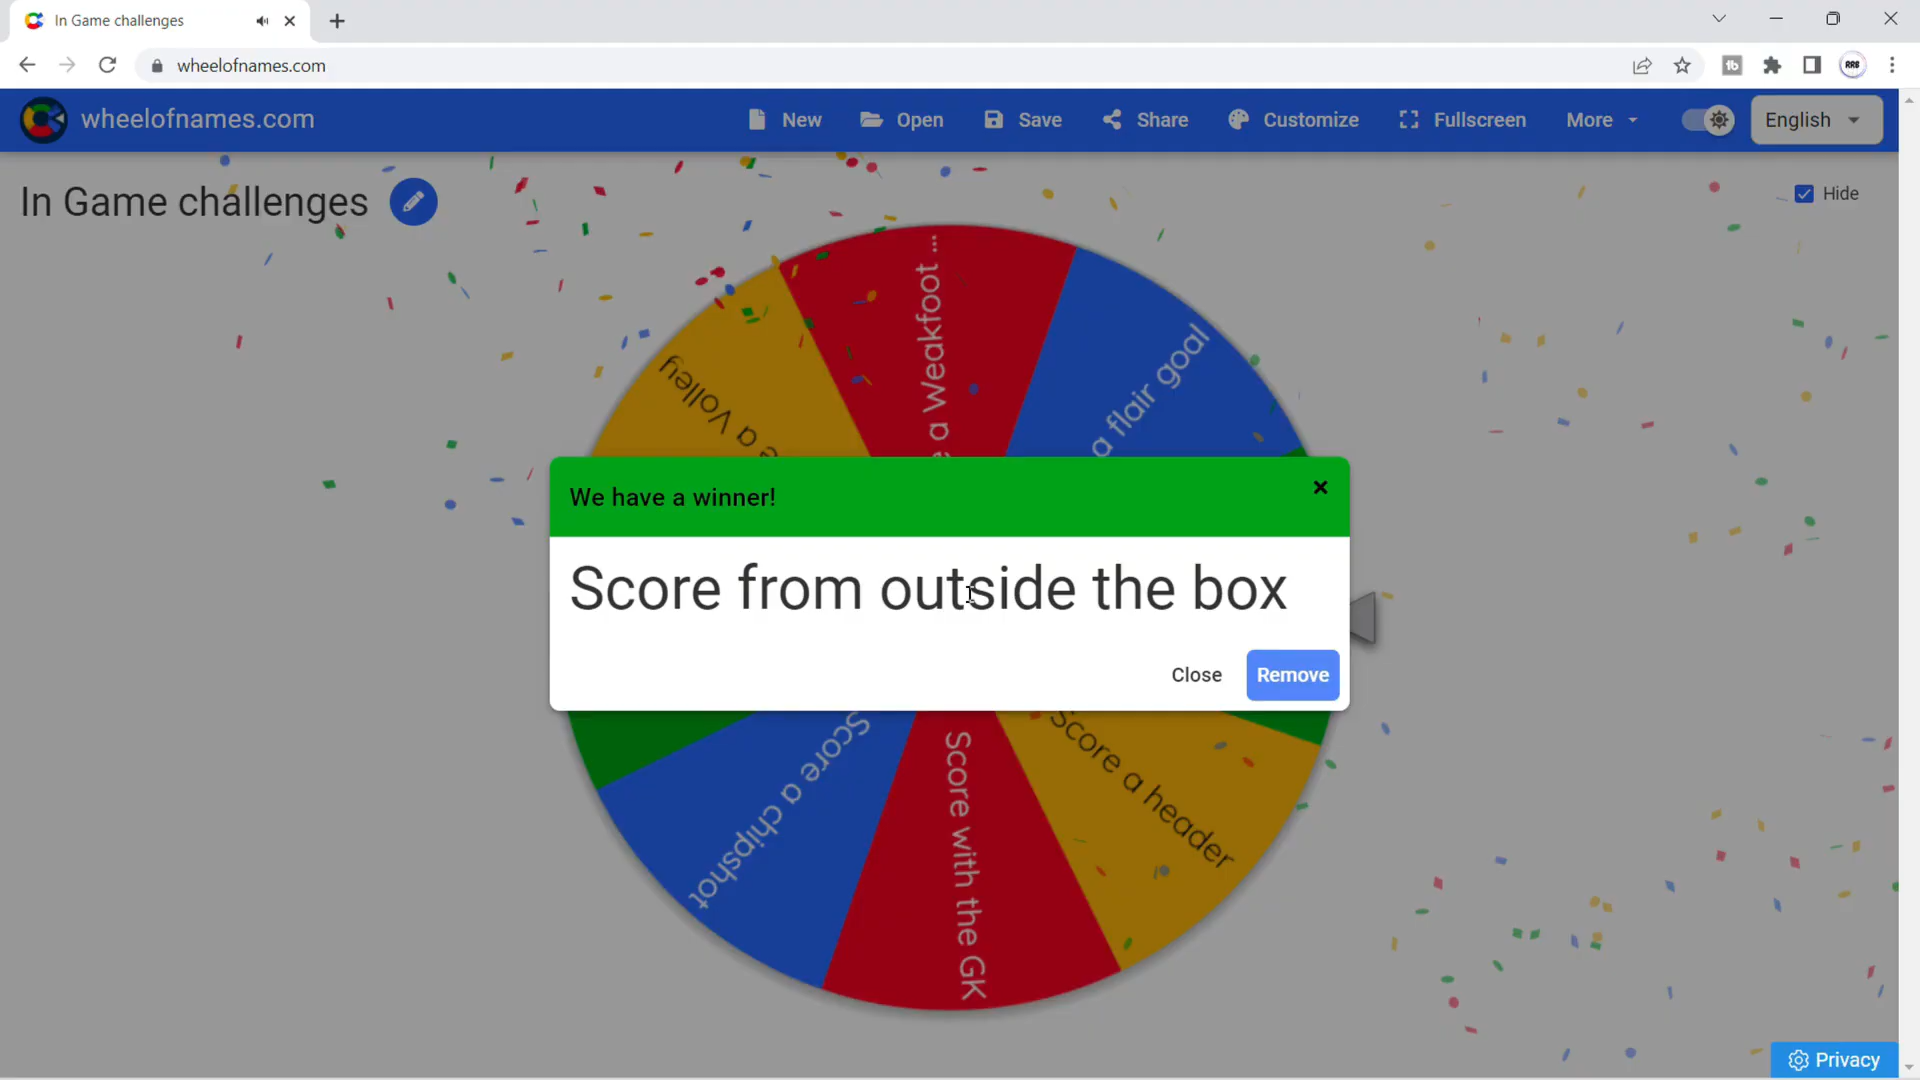 In Game challenges
wheelofnames.com
wheelofnames.com
New
Open
Save
Share
Customize
Fullscreen
More
English
In Game challenges
Hide
e a Volley
e a Weakfoot ...
a flair goal
We have a winner!
Score from outside the box
Close
Remove
Score a chipshot
Score with the GK
Score a header
Privacy